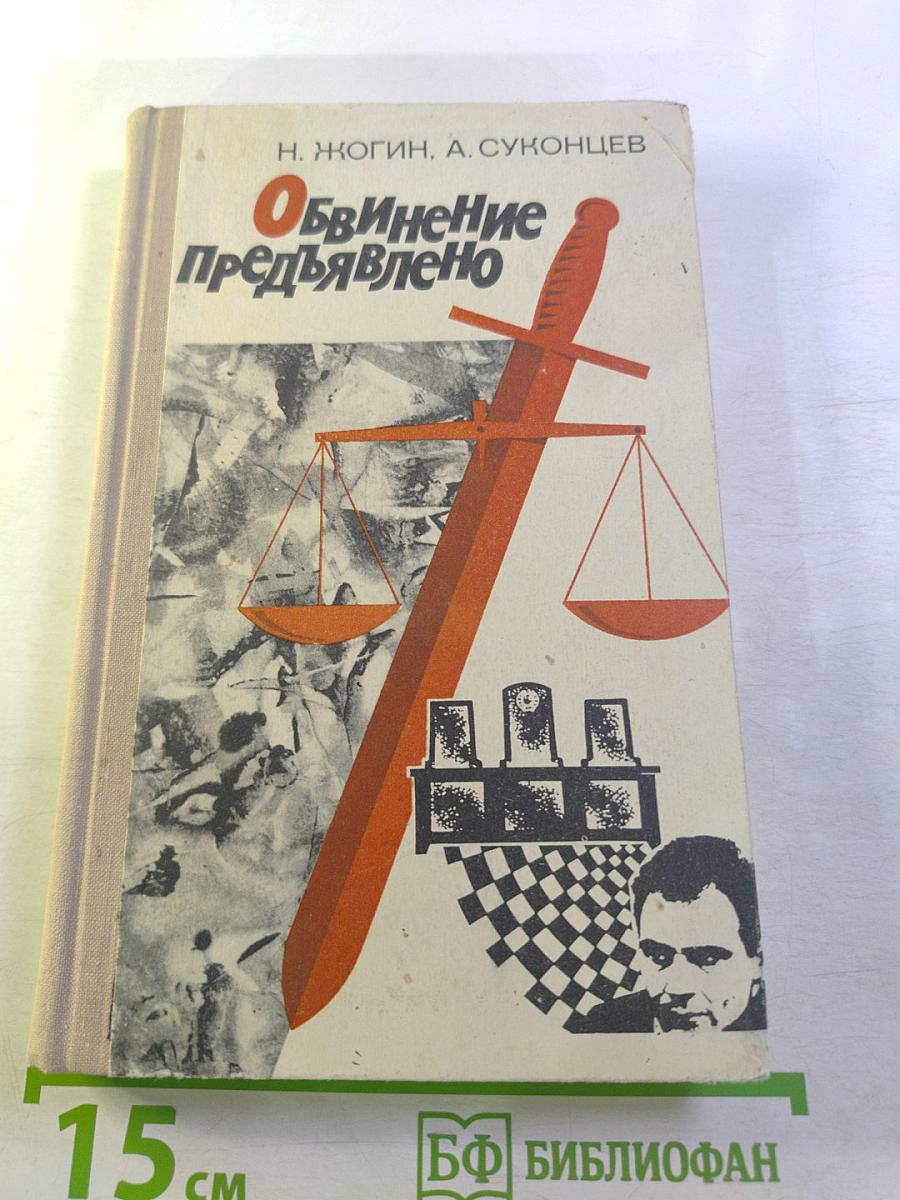 Н. ЖОГИН, А. СУКОНЦЕВ
ОБВИНЕНИЕ
ПРЕДЪЯВЛЕНО
15 см
БФ БИБЛИОФАН